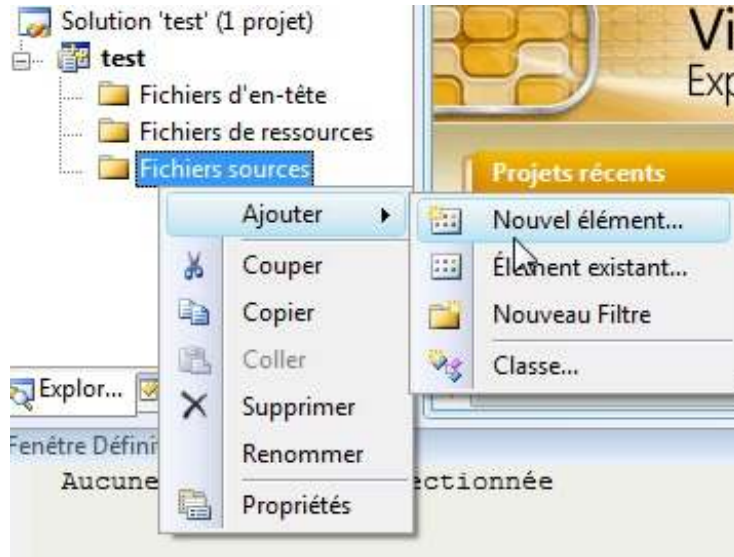 Solution 'test' (1 projet)
test
Fichiers d'en-tête
Fichiers de ressources
Fichiers sources
Vi
Exp
Projets récents
Ajouter
Couper
Copier
Coller
Supprimer
Renommer
Propriétés
Nouvel élément...
Élément existant...
Nouveau Filtre
Classe...
Explor...
Fenêtre Défini
Aucune ectionnée